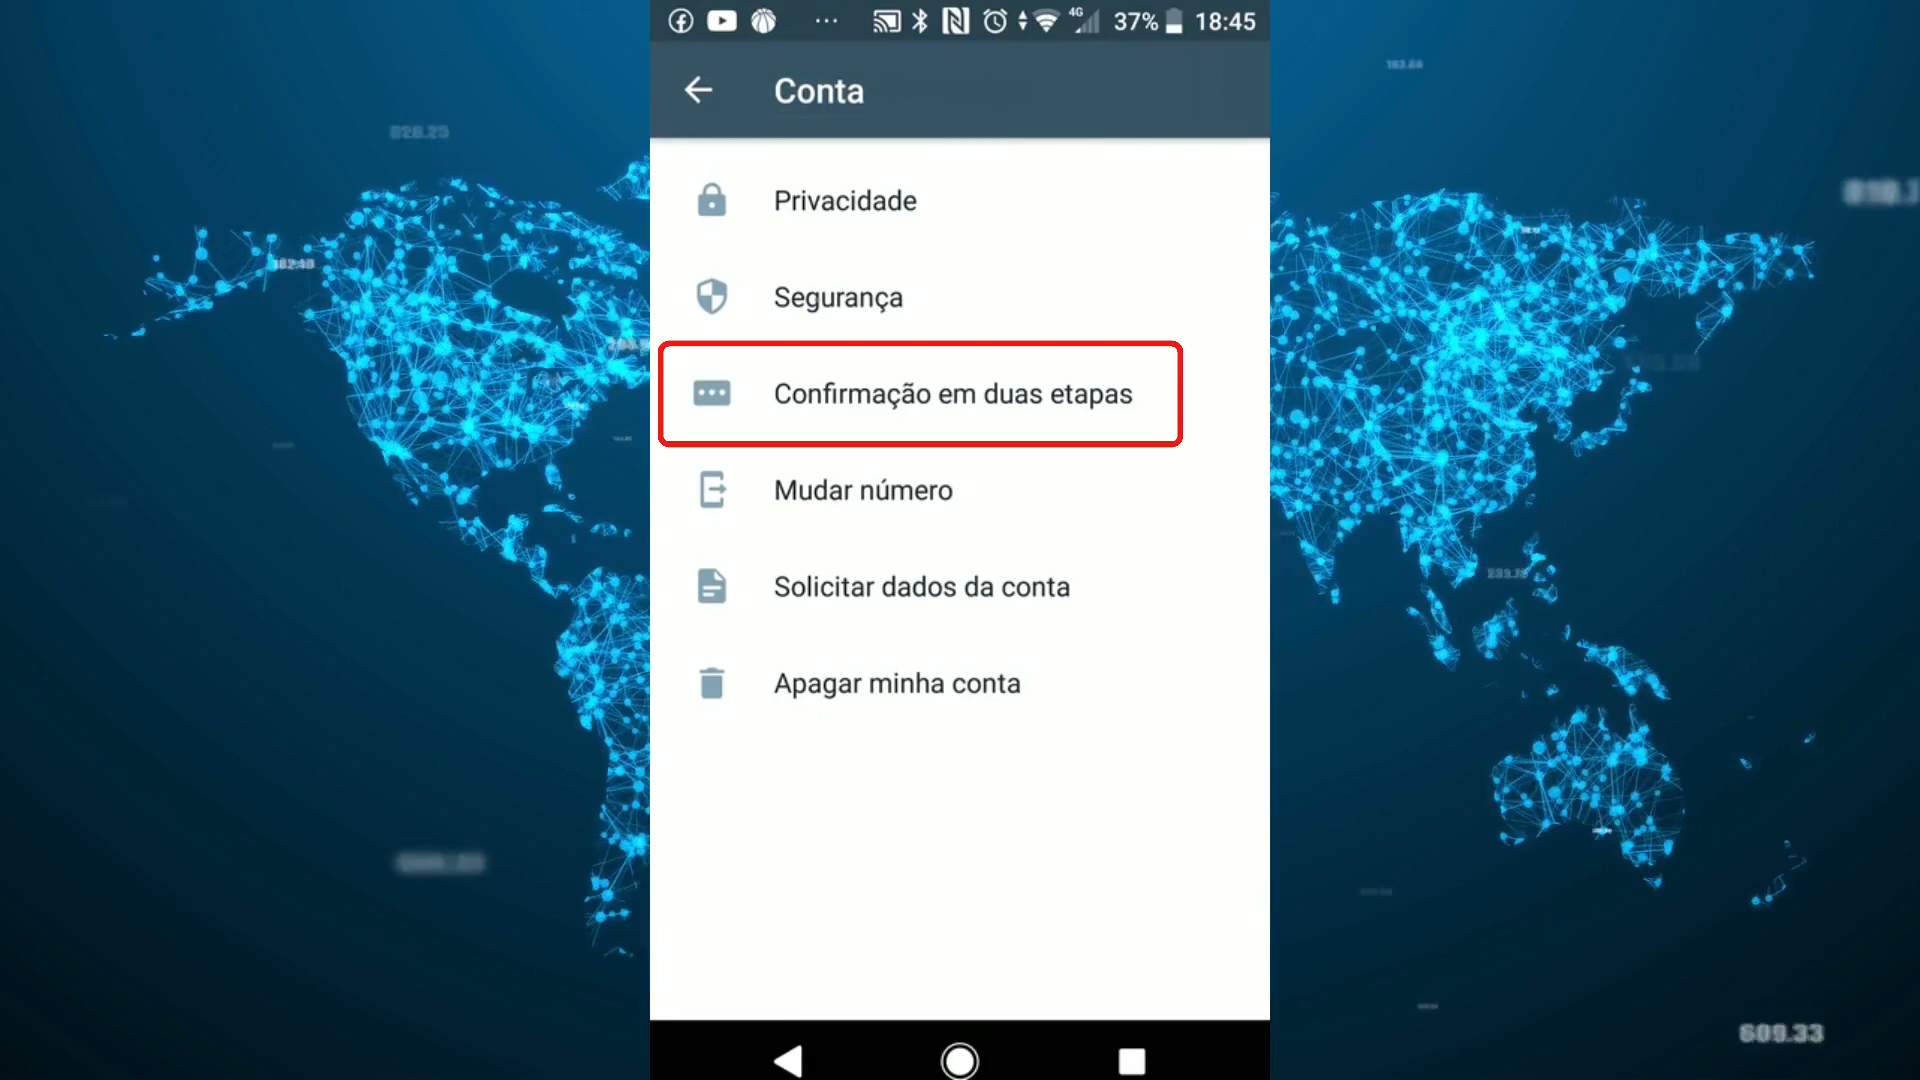 4G 37% 18:45
Conta
Privacidade
Segurança
Confirmação em duas etapas
Mudar número
Solicitar dados da conta
Apagar minha conta
609.33